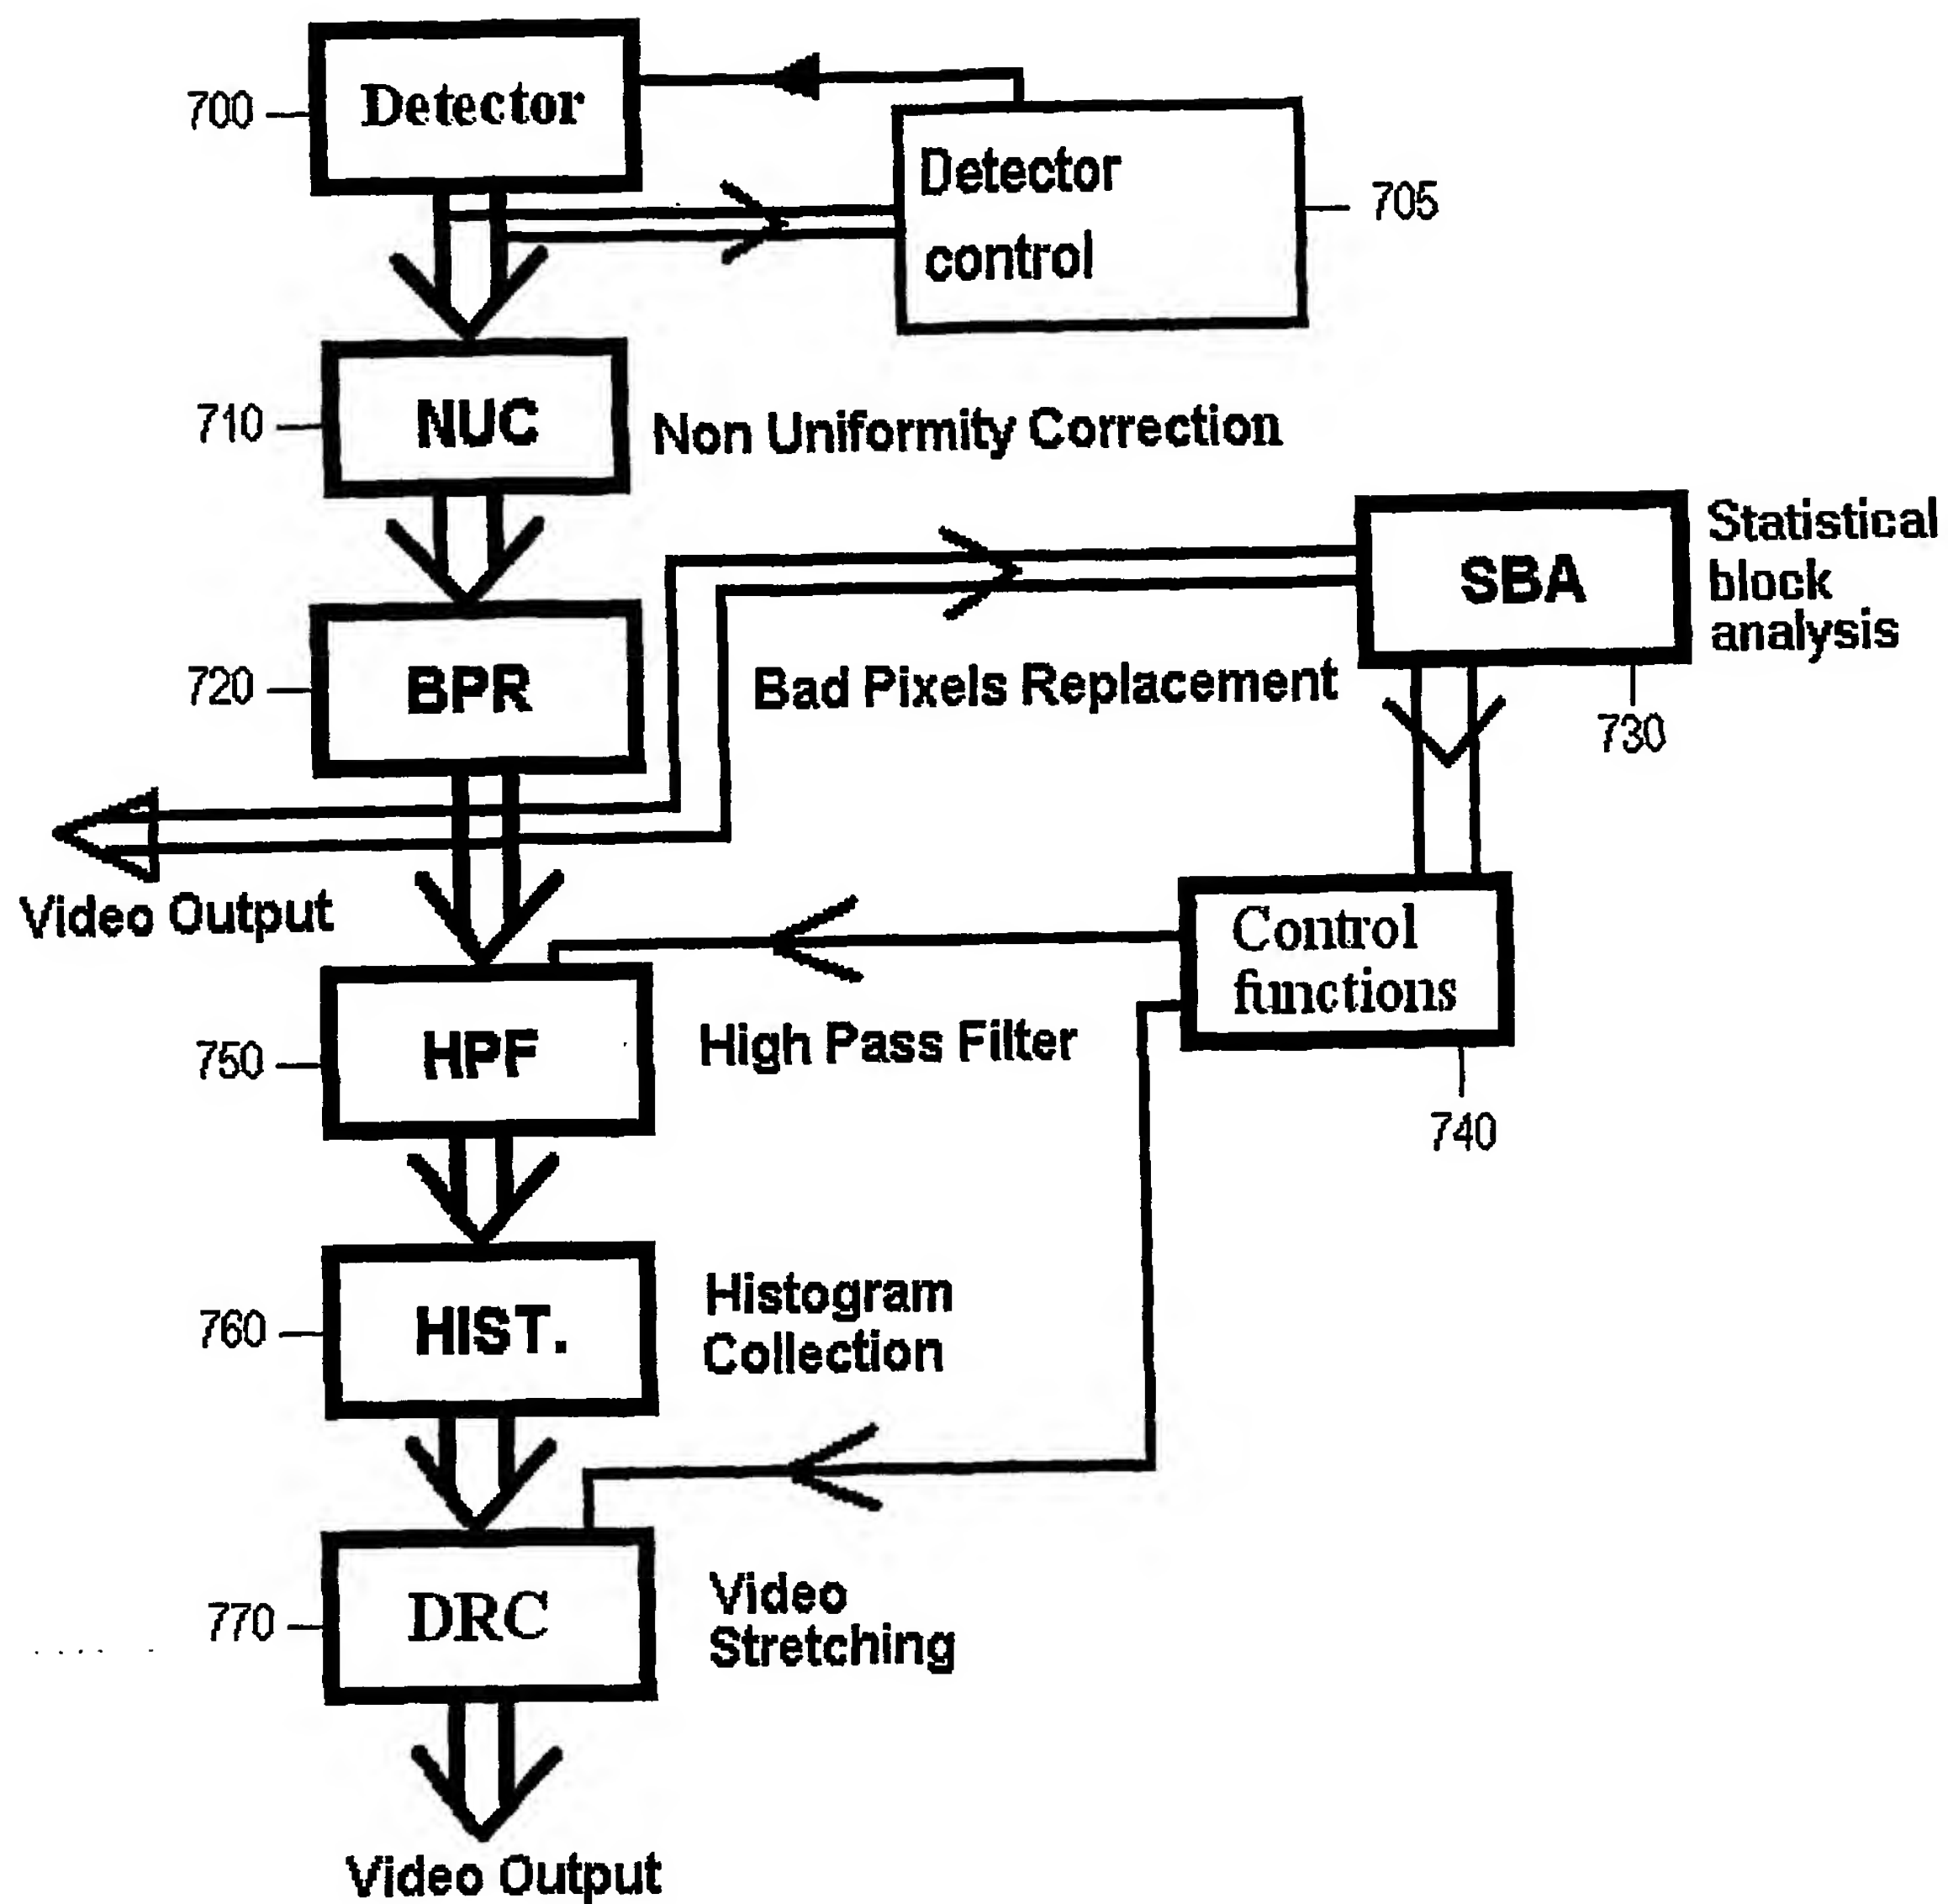 Detector
700
Detector
control
705
NUC
710
Non Uniformity Correction
SBA
Statistical
block
analysis
730
BPR
720
Bad Pixels Replacement
Video Output
Control
functions
740
HPF
750
High Pass Filter
HIST.
760
Histogram
Collection
DRC
770
Video
Stretching
Video Output